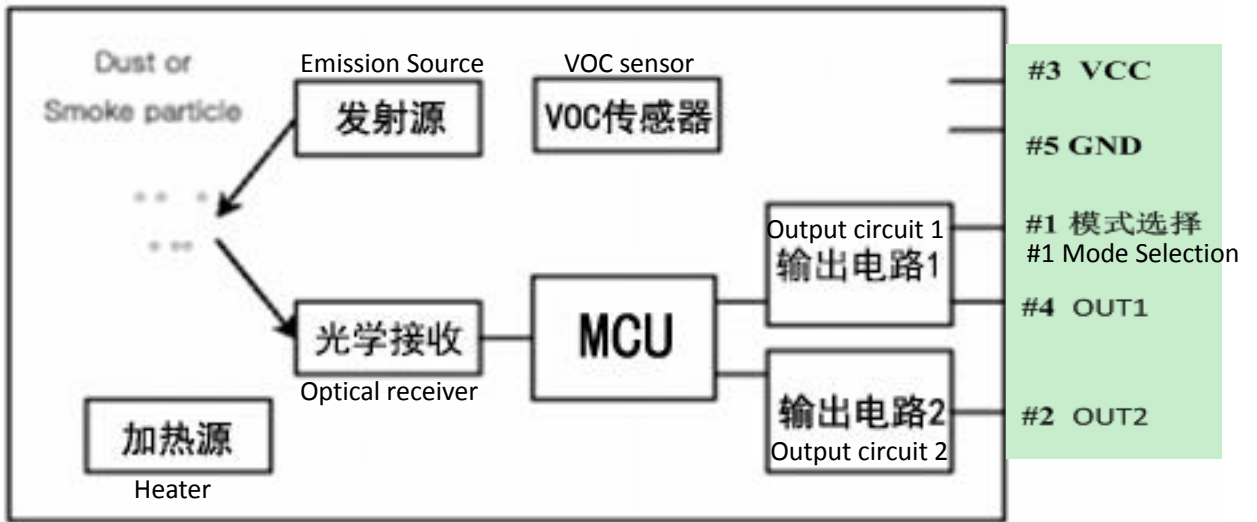 Dust or
Smoke particle
Emission Source
发射源
VOC sensor
VOC传感器
#3 VCC
#5 GND
Output circuit 1
输出电路1
#1 模式选择
#1 Mode Selection
#4 OUT1
光学接收
Optical receiver
MCU
输出电路2
Output circuit 2
#2 OUT2
加热源
Heater